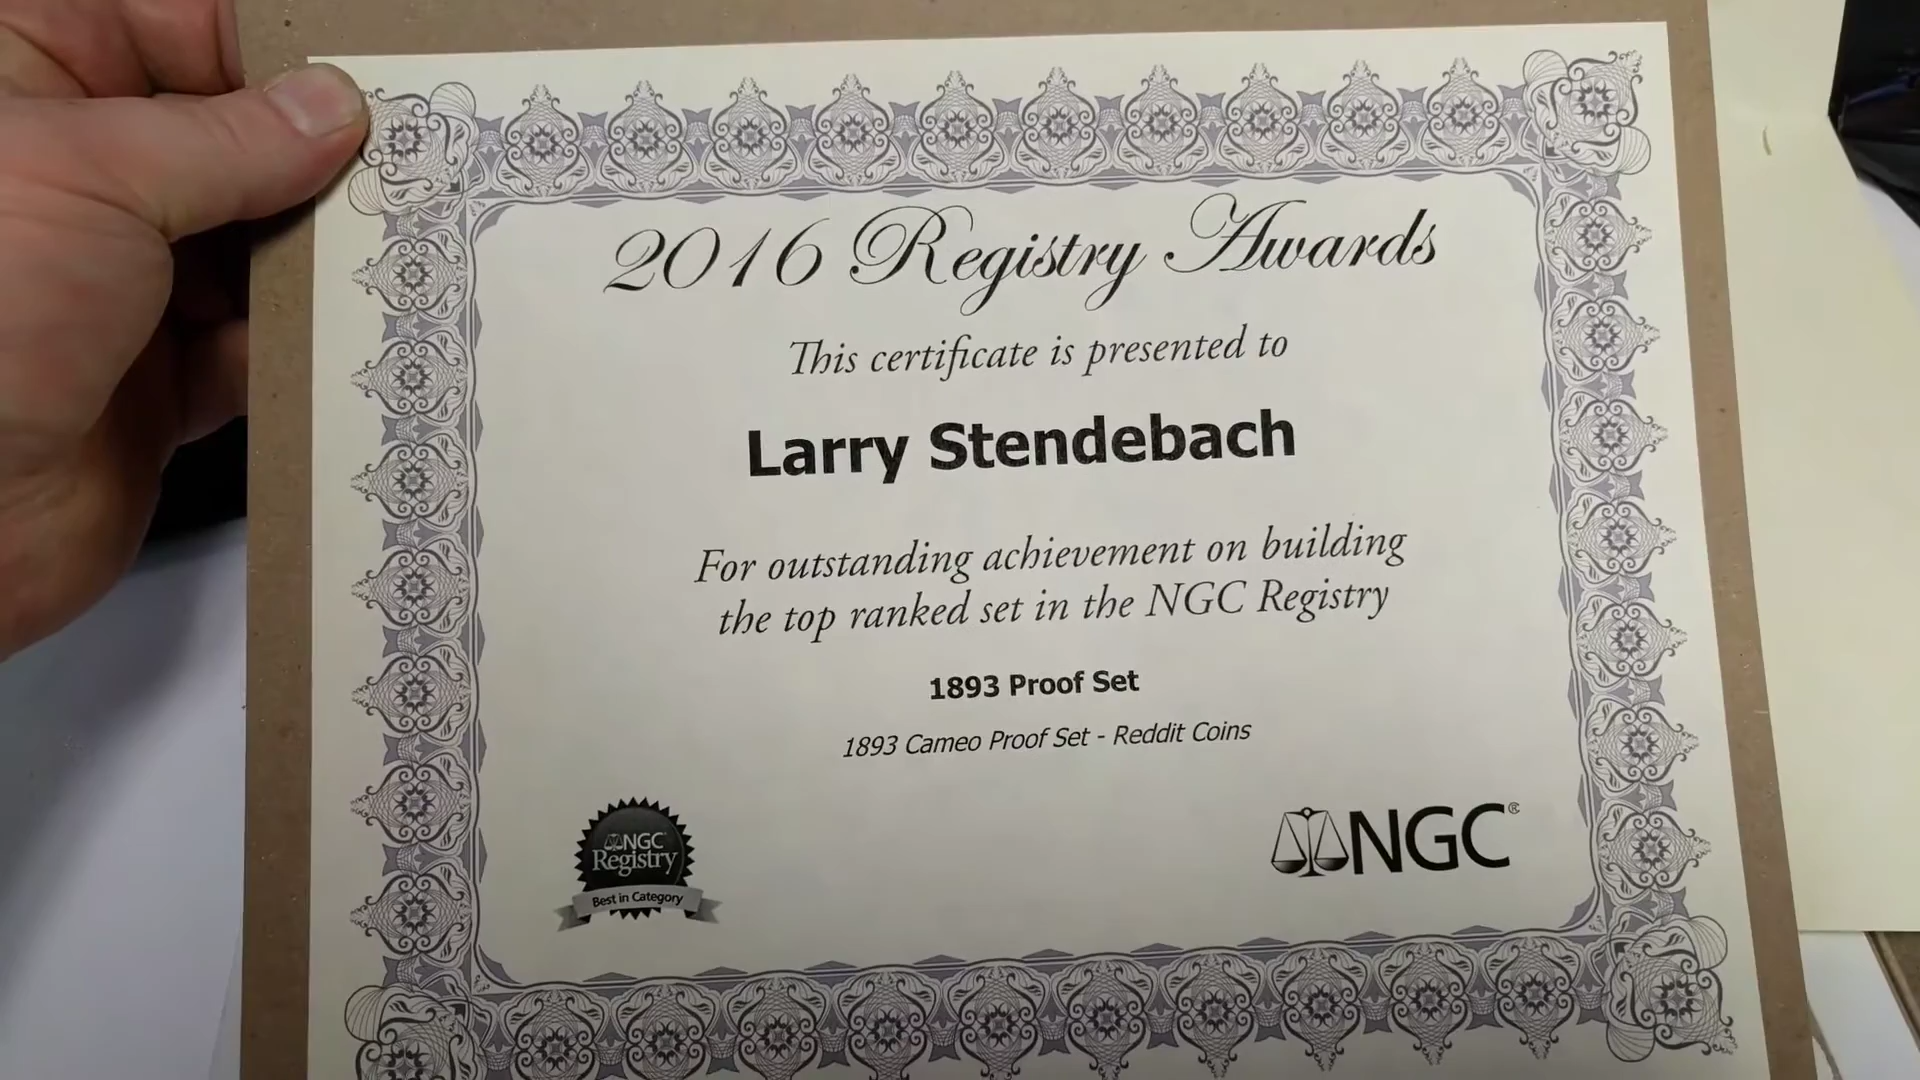 2016 Registry Awards
This certificate is presented to
Larry Stendebach
For outstanding achievement on building
the top ranked set in the NGC Registry
1893 Proof Set
1893 Cameo Proof Set - Reddit Coins
NGC
Registry
Best in Category
NGC®